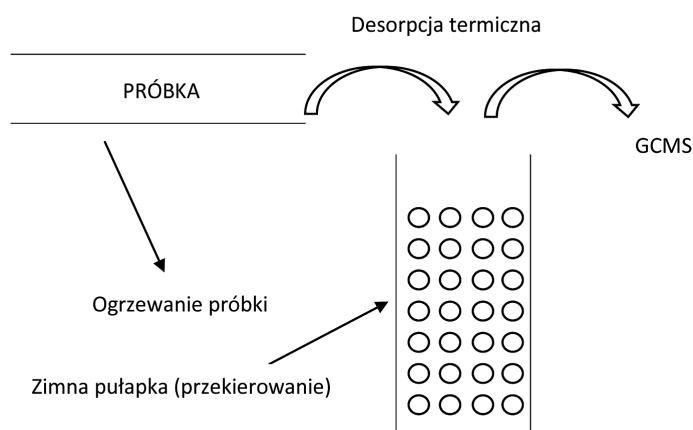 Desorpcja termiczna
PRÓBKA
GCMS
Ogrzewanie próbki
Zimna pułapka (przekierowanie)